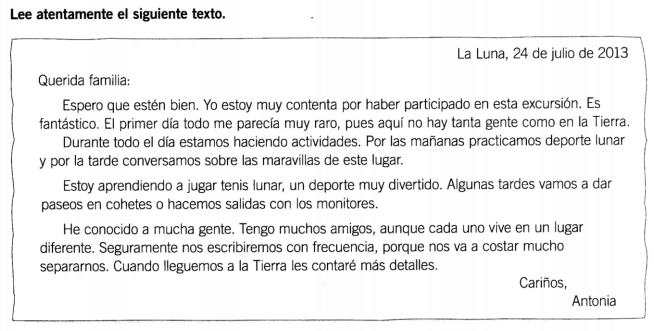 Lee atentamente el siguiente texto.
La Luna, 24 de julio de 2013
Querida familia:
Espero que estén bien. Yo estoy muy contenta por haber participado en esta excursión. Es
fantástico. El primer día todo me parecía muy raro, pues aquí no hay tanta gente como en la Tierra.
Durante todo el día estamos haciendo actividades. Por las mañanas practicamos deporte lunar
y por la tarde conversamos sobre las maravillas de este lugar.
Estoy aprendiendo a jugar tenis lunar, un deporte muy divertido. Algunas tardes vamos a dar
paseos en cohetes o hacemos salidas con los monitores.
He conocido a mucha gente. Tengo muchos amigos, aunque cada uno vive en un lugar
diferente. Seguramente nos escribiremos con frecuencia, porque nos va a costar mucho
separarnos. Cuando lleguemos a la Tierra les contaré más detalles.
Cariños,
Antonia